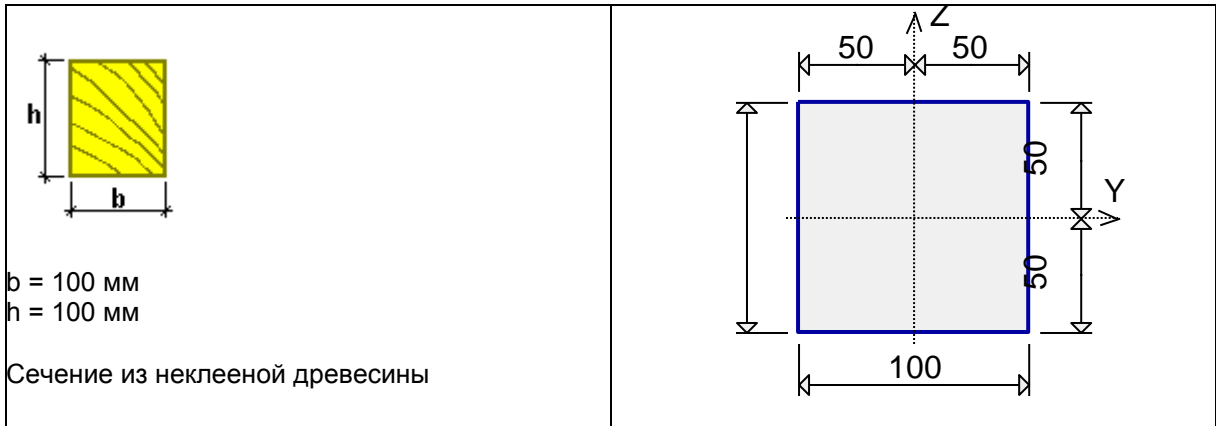 h
b
b = 100 мм
h = 100 мм
Сечение из неклееной древесины
Z
50 50
50
Y
50
100